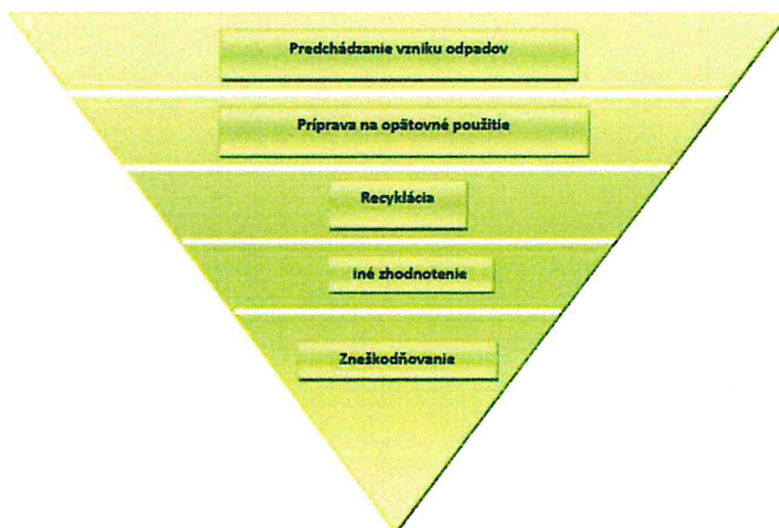 Predchádzanie vzniku odpadov
Príprava na opätovné použitie
Recyklácia
iné zhodnotenie
Zneškodňovanie